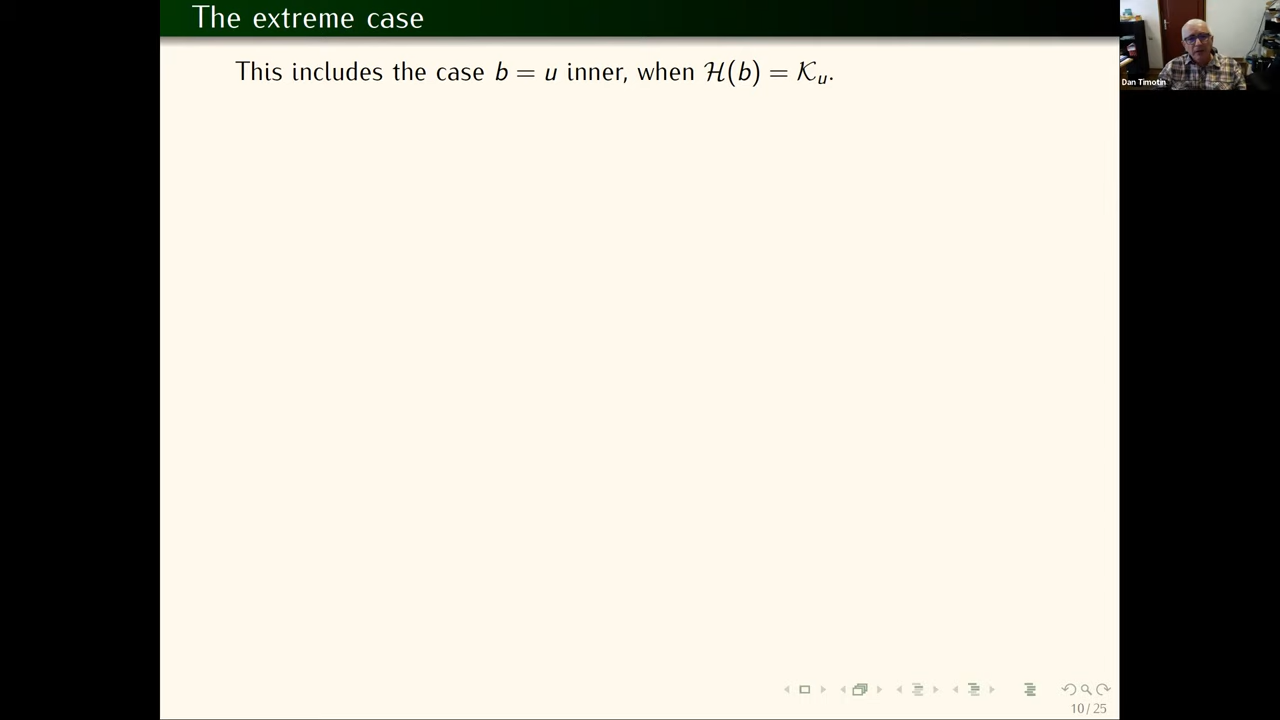 The extreme case
This includes the case b = u inner, when ℋ(b) = 𝒦ᵤ.
Dan Timotin
10 / 25